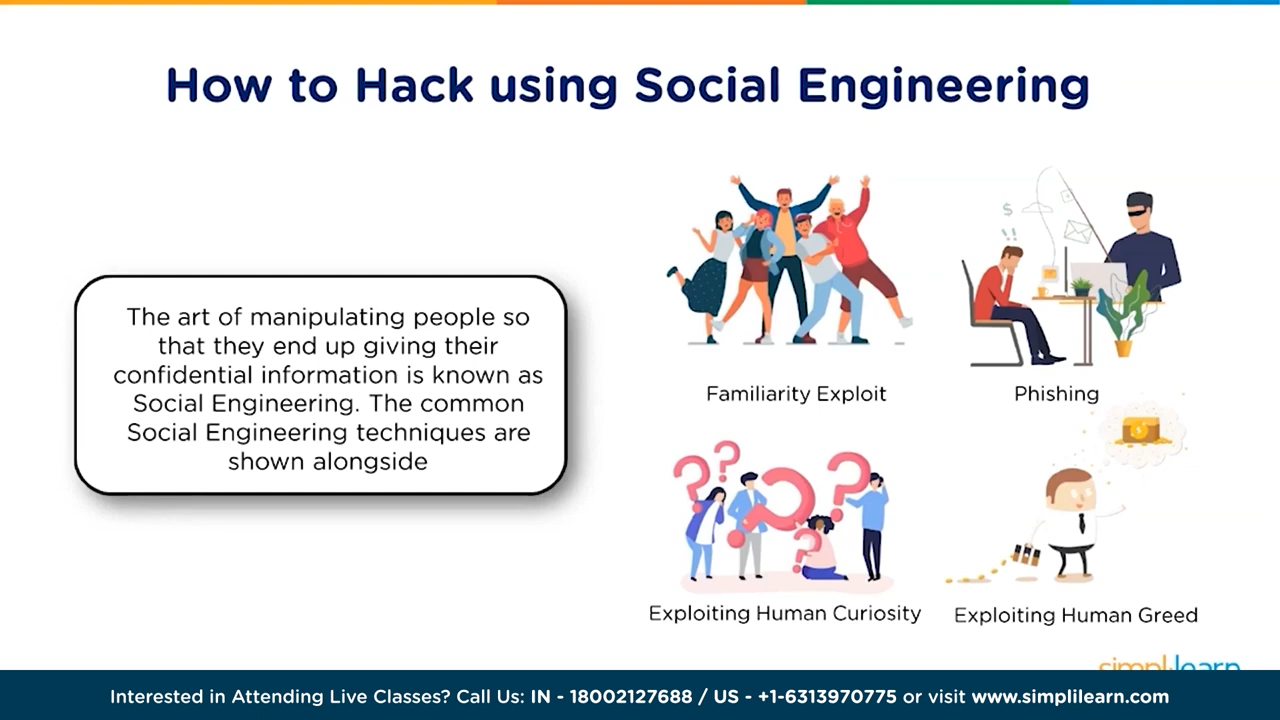 How to Hack using Social Engineering
The art of manipulating people so
that they end up giving their
confidential information is known as
Social Engineering. The common
Social Engineering techniques are
shown alongside
Familiarity Exploit
Phishing
Exploiting Human Curiosity
Exploiting Human Greed
simplilearn
Interested in Attending Live Classes? Call Us: IN - 18002127688 / US - +1-6313970775 or visit www.simplilearn.com